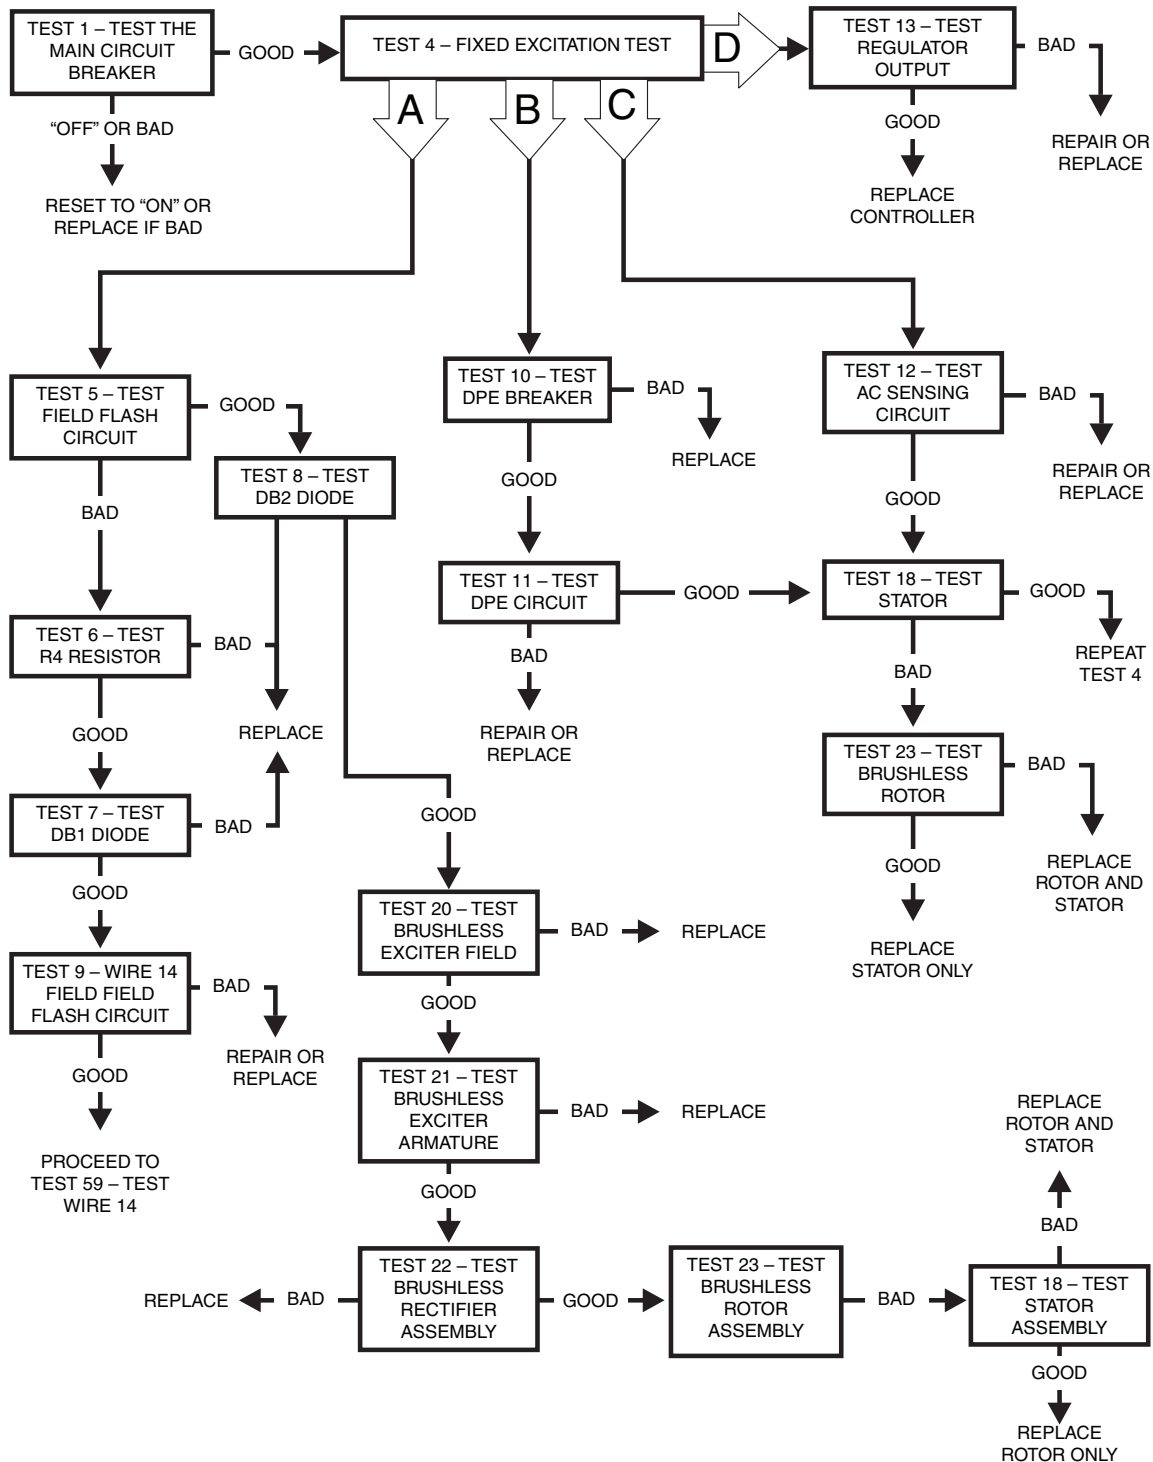 TEST 1 – TEST THE
MAIN CIRCUIT
BREAKER
GOOD
TEST 4 – FIXED EXCITATION TEST
D
TEST 13 – TEST
REGULATOR
OUTPUT
BAD
REPAIR OR
REPLACE
GOOD
REPLACE
CONTROLLER
“OFF” OR BAD
RESET TO “ON” OR
REPLACE IF BAD
A
B
C
TEST 5 – TEST
FIELD FLASH
CIRCUIT
GOOD
TEST 8 – TEST
DB2 DIODE
BAD
TEST 6 – TEST
R4 RESISTOR
BAD
REPLACE
GOOD
TEST 7 – TEST
DB1 DIODE
BAD
GOOD
TEST 9 – WIRE 14
FIELD FIELD
FLASH CIRCUIT
BAD
REPAIR OR
REPLACE
GOOD
PROCEED TO
TEST 59 – TEST
WIRE 14
TEST 10 – TEST
DPE BREAKER
BAD
REPLACE
GOOD
TEST 11 – TEST
DPE CIRCUIT
GOOD
BAD
REPAIR OR
REPLACE
TEST 12 – TEST
AC SENSING
CIRCUIT
BAD
REPAIR OR
REPLACE
GOOD
TEST 18 – TEST
STATOR
GOOD
REPEAT
TEST 4
BAD
TEST 23 – TEST
BRUSHLESS
ROTOR
BAD
REPLACE
ROTOR AND
STATOR
GOOD
REPLACE
STATOR ONLY
GOOD
TEST 20 – TEST
BRUSHLESS
EXCITER FIELD
BAD
REPLACE
GOOD
TEST 21 – TEST
BRUSHLESS
EXCITER
ARMATURE
BAD
REPLACE
GOOD
TEST 22 – TEST
BRUSHLESS
RECTIFIER
ASSEMBLY
BAD
REPLACE
GOOD
TEST 23 – TEST
BRUSHLESS
ROTOR
ASSEMBLY
BAD
TEST 18 – TEST
STATOR
ASSEMBLY
BAD
REPLACE
ROTOR AND
STATOR
GOOD
REPLACE
ROTOR ONLY